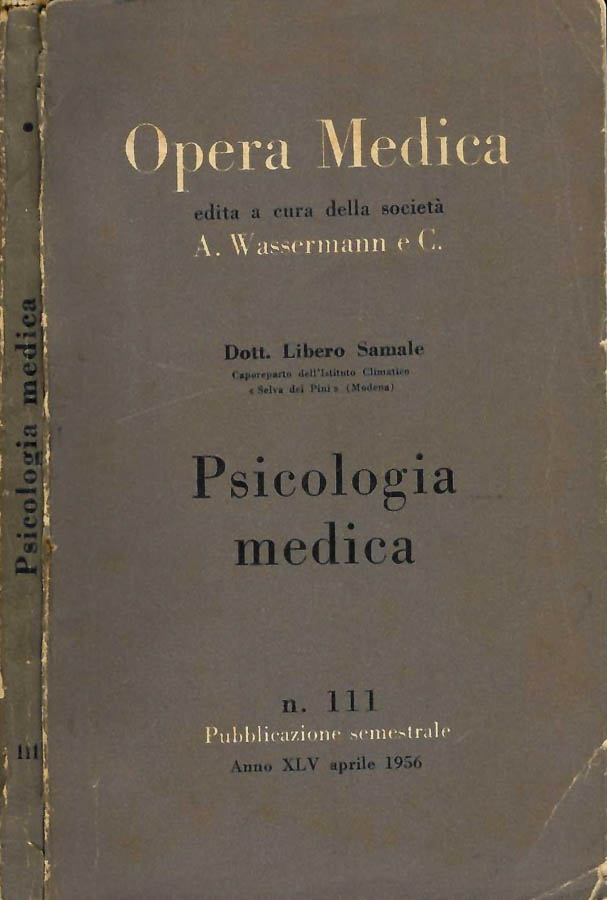 Opera Medica
edita a cura della società
A. Wassermann e C.
Dott. Libero Samale
Caporeparto dell'Istituto Climatico
« Selva dei Pini » (Modena)
Psicologia
medica
n. 111
Pubblicazione semestrale
Anno XLV aprile 1956
Psicologia medica
111